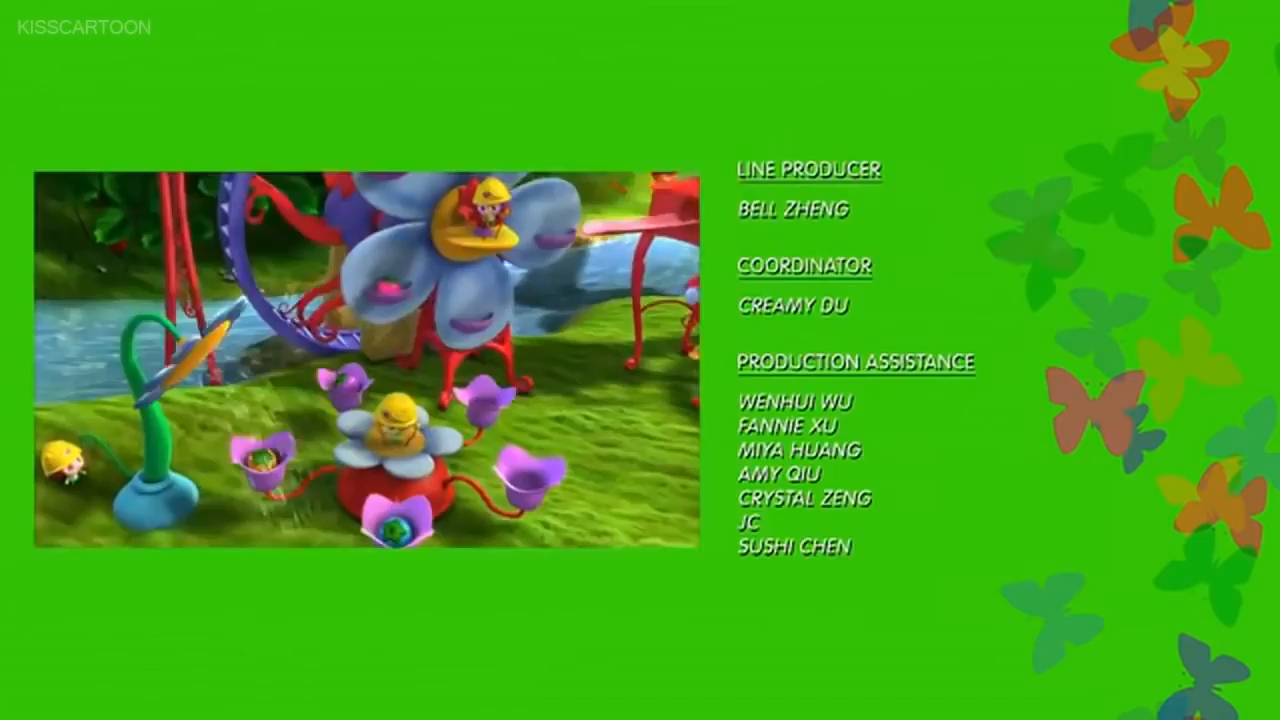 KISSCARTOON
LINE PRODUCER
BELL ZHENG
COORDINATOR
CREAMY DU
PRODUCTION ASSISTANCE
WENHUI WU
FANNIE XU
MIYA HUANG
AMY QIU
CRYSTAL ZENG
JC
SUSHI CHEN